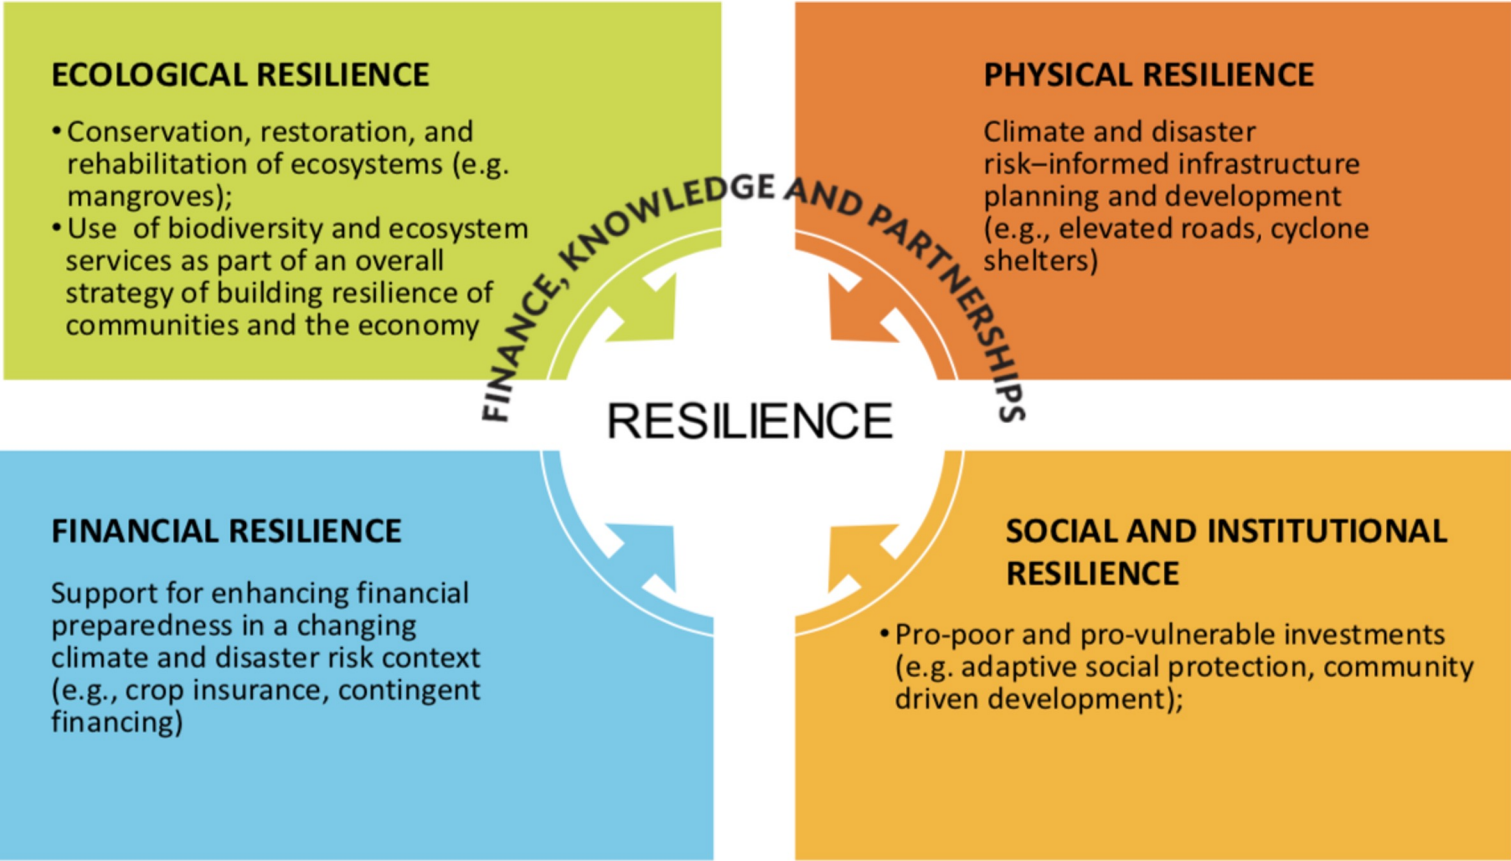 ECOLOGICAL RESILIENCE
• Conservation, restoration, and
rehabilitation of ecosystems (e.g.
mangroves);
• Use of biodiversity and ecosystem
services as part of an overall
strategy of building resilience of
communities and the economy
PHYSICAL RESILIENCE
Climate and disaster
risk–informed infrastructure
planning and development
(e.g., elevated roads, cyclone
shelters)
FINANCE, KNOWLEDGE AND PARTNERSHIPS
RESILIENCE
FINANCIAL RESILIENCE
Support for enhancing financial
preparedness in a changing
climate and disaster risk context
(e.g., crop insurance, contingent
financing)
SOCIAL AND INSTITUTIONAL
RESILIENCE
• Pro-poor and pro-vulnerable investments
(e.g. adaptive social protection, community
driven development);